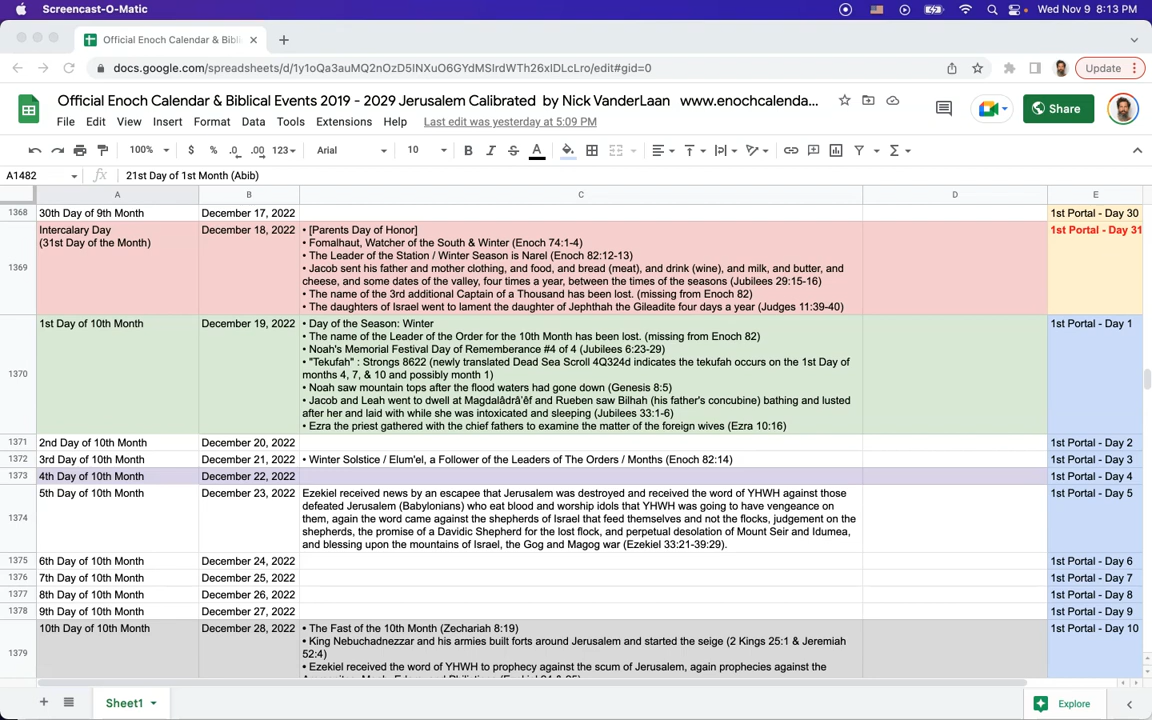 Screencast-O-Matic
Wed Nov 9 8:13 PM
Official Enoch Calendar & Bibli
docs.google.com/spreadsheets/d/1y1oQa3auMQ2nOzD5INXuO6GYdMSIrdWTh26xIDLcLro/edit#gid=0
Update
Official Enoch Calendar & Biblical Events 2019 - 2029 Jerusalem Calibrated by Nick VanderLaan www.enochcalenda...
Share
File Edit View Insert Format Data Tools Extensions Help Last edit was yesterday at 5:09 PM
100% $ % .0 .00 123 Arial 10 B I S A
A1482 fx 21st Day of 1st Month (Abib)
A B C D E
1368 30th Day of 9th Month December 17, 2022 1st Portal - Day 30
1369 Intercalary Day December 18, 2022 • [Parents Day of Honor] 1st Portal - Day 31
(31st Day of the Month) • Fomalhaut, Watcher of the South & Winter (Enoch 74:1-4)
• The Leader of the Station / Winter Season is Narel (Enoch 82:12-13)
• Jacob sent his father and mother clothing, and food, and bread (meat), and drink (wine), and milk, and butter, and
cheese, and some dates of the valley, four times a year, between the times of the seasons (Jubilees 29:15-16)
• The name of the 3rd additional Captain of a Thousand has been lost. (missing from Enoch 82)
• The daughters of Israel went to lament the daughter of Jephthah the Gileadite four days a year (Judges 11:39-40)
1370 1st Day of 10th Month December 19, 2022 • Day of the Season: Winter 1st Portal - Day 1
• The name of the Leader of the Order for the 10th Month has been lost. (missing from Enoch 82)
• Noah's Memorial Festival Day of Rememberance #4 of 4 (Jubilees 6:23-29)
• "Tekufah" : Strongs 8622 (newly translated Dead Sea Scroll 4Q324d indicates the tekufah occurs on the 1st Day of
months 4, 7, & 10 and possibly month 1)
• Noah saw mountain tops after the flood waters had gone down (Genesis 8:5)
• Jacob and Leah went to dwell at Magdalâdrâ'êf and Rueben saw Bilhah (his father's concubine) bathing and lusted
after her and laid with while she was intoxicated and sleeping (Jubilees 33:1-6)
• Ezra the priest gathered with the chief fathers to examine the matter of the foreign wives (Ezra 10:16)
1371 2nd Day of 10th Month December 20, 2022 1st Portal - Day 2
1372 3rd Day of 10th Month December 21, 2022 • Winter Solstice / Elum'el, a Follower of the Leaders of The Orders / Months (Enoch 82:14) 1st Portal - Day 3
1373 4th Day of 10th Month December 22, 2022 1st Portal - Day 4
1374 5th Day of 10th Month December 23, 2022 Ezekiel received news by an escapee that Jerusalem was destroyed and received the word of YHWH against those 1st Portal - Day 5
defeated Jerusalem (Babylonians) who eat blood and worship idols that YHWH was going to have vengeance on
them, again the word came against the shepherds of Israel that feed themselves and not the flocks, judgement on the
shepherds, the promise of a Davidic Shepherd for the lost flock, and perpetual desolation of Mount Seir and Idumea,
and blessing upon the mountains of Israel, the Gog and Magog war (Ezekiel 33:21-39:29).
1375 6th Day of 10th Month December 24, 2022 1st Portal - Day 6
1376 7th Day of 10th Month December 25, 2022 1st Portal - Day 7
1377 8th Day of 10th Month December 26, 2022 1st Portal - Day 8
1378 9th Day of 10th Month December 27, 2022 1st Portal - Day 9
1379 10th Day of 10th Month December 28, 2022 • The Fast of the 10th Month (Zechariah 8:19) 1st Portal - Day 10
• King Nebuchadnezzar and his armies built forts around Jerusalem and started the seige (2 Kings 25:1 & Jeremiah
52:4)
• Ezekiel received the word of YHWH to prophecy against the scum of Jerusalem, again prophecies against the
Sheet1
Explore